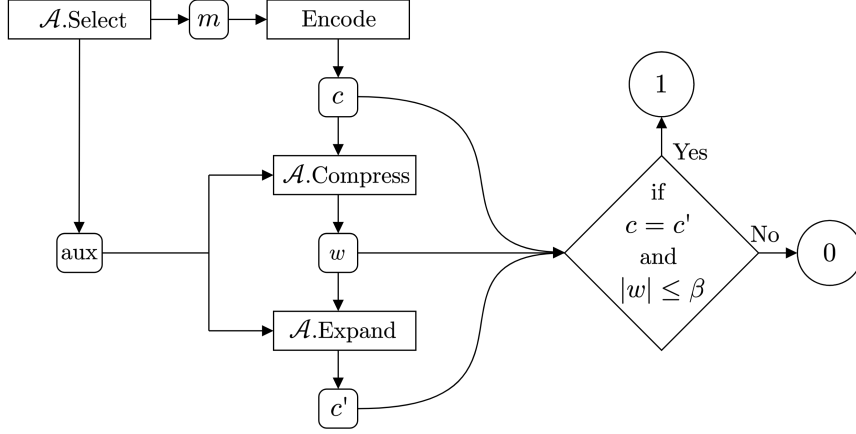 𝒜.Select
m
Encode
c
1
Yes
𝒜.Compress
if
c = c'
and
|w| ≤ β
No
0
aux
w
𝒜.Expand
c'